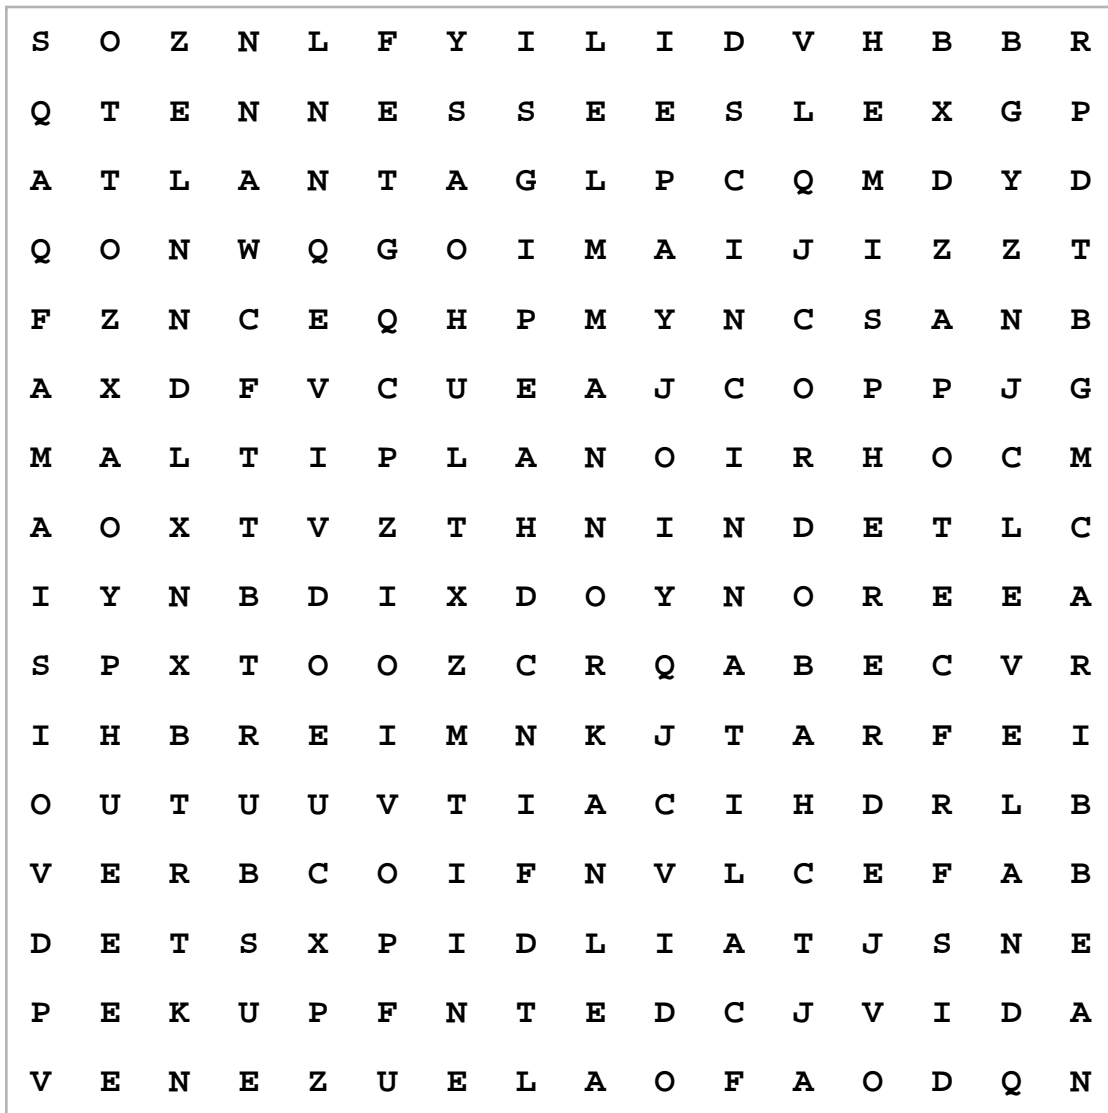 S O Z N L F Y I L I D V H B B R
Q T E N N E S S E E S L E X G P
A T L A N T A G L P C Q M D Y D
Q O N W Q G O I M A I J I Z Z T
F Z N C E Q H P M Y N C S A N B
A X D F V C U E A J C O P P J G
M A L T I P L A N O I R H O C M
A O X T V Z T H N I N D E T L C
I Y N B D I X D O Y N O R E E A
S P X T O O Z C R Q A B E C V R
I H B R E I M N K J T A R F E I
O U T U U V T I A C I H D R L B
V E R B C O I F N V L C E F A B
D E T S X P I D L I A T J S N E
P E K U P F N T E D C J V I D A
V E N E Z U E L A O F A O D Q N